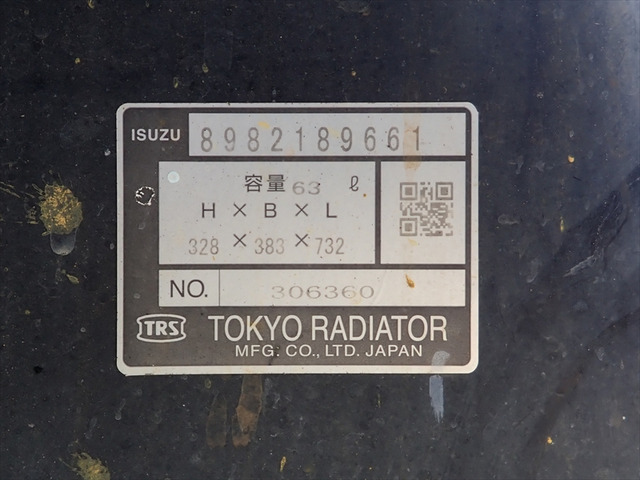 ISUZU 8982189661
容量 63 ℓ
H × B × L
328 × 383 × 732
NO. 306360
TRS TOKYO RADIATOR
MFG. CO., LTD. JAPAN